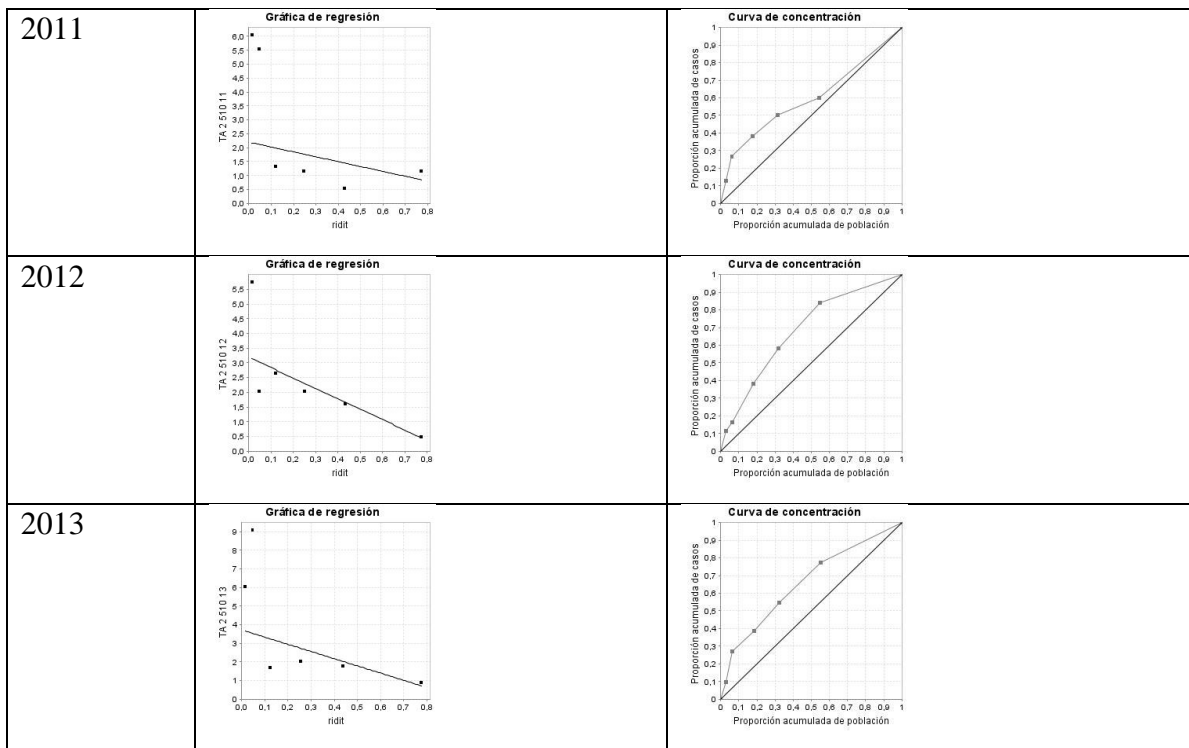 2011
Gráfica de regresión
TA 2 510 11
6,0
5,5
5,0
4,5
4,0
3,5
3,0
2,5
2,0
1,5
1,0
0,5
0,0
0,0 0,1 0,2 0,3 0,4 0,5 0,6 0,7 0,8
ridit
Curva de concentración
Proporción acumulada de casos
1
0,9
0,8
0,7
0,6
0,5
0,4
0,3
0,2
0,1
0
0 0,1 0,2 0,3 0,4 0,5 0,6 0,7 0,8 0,9 1
Proporción acumulada de población
2012
Gráfica de regresión
TA 2 510 12
5,5
5,0
4,5
4,0
3,5
3,0
2,5
2,0
1,5
1,0
0,5
0,0
0,0 0,1 0,2 0,3 0,4 0,5 0,6 0,7 0,8
ridit
Curva de concentración
Proporción acumulada de casos
1
0,9
0,8
0,7
0,6
0,5
0,4
0,3
0,2
0,1
0
0 0,1 0,2 0,3 0,4 0,5 0,6 0,7 0,8 0,9 1
Proporción acumulada de población
2013
Gráfica de regresión
TA 2 510 13
9
8
7
6
5
4
3
2
1
0
0,0 0,1 0,2 0,3 0,4 0,5 0,6 0,7 0,8
ridit
Curva de concentración
Proporción acumulada de casos
1
0,9
0,8
0,7
0,6
0,5
0,4
0,3
0,2
0,1
0
0 0,1 0,2 0,3 0,4 0,5 0,6 0,7 0,8 0,9 1
Proporción acumulada de población